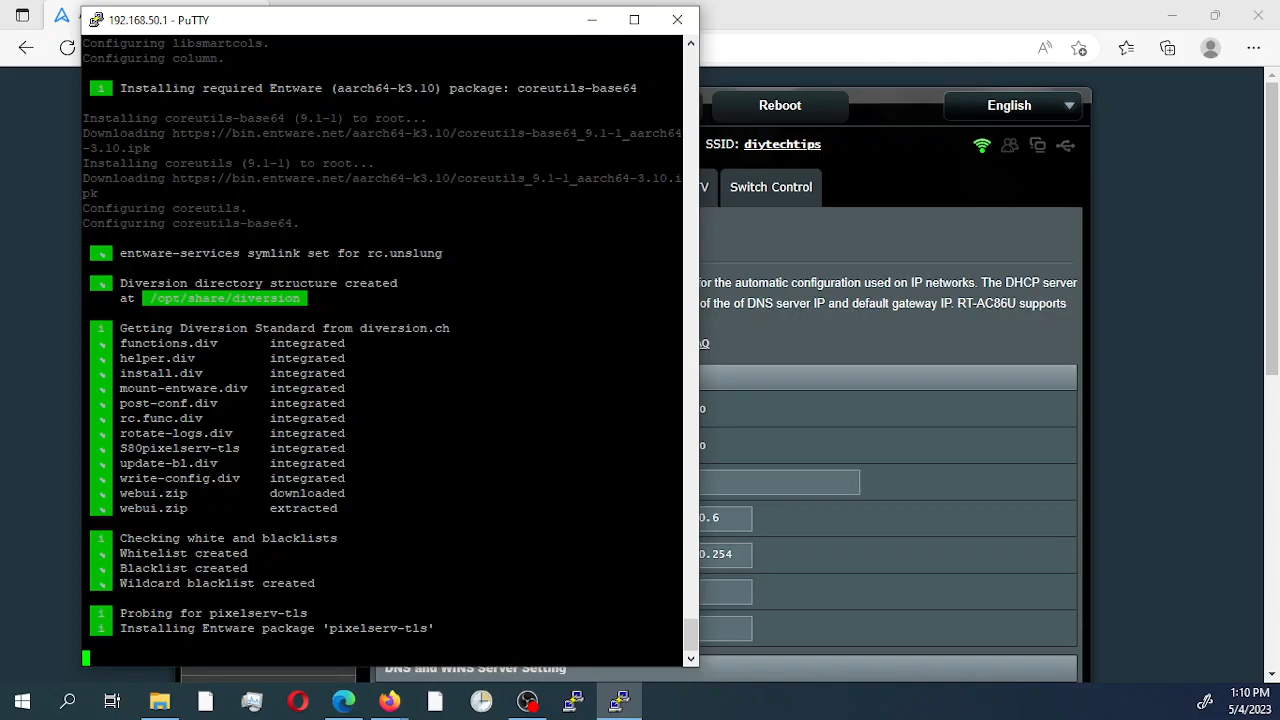 192.168.50.1 - PuTTY
Configuring libsmartcols.
Configuring column.
i Installing required Entware (aarch64-k3.10) package: coreutils-base64
Installing coreutils-base64 (9.1-1) to root...
Downloading https://bin.entware.net/aarch64-k3.10/coreutils-base64_9.1-1_aarch64
-3.10.ipk
Installing coreutils (9.1-1) to root...
Downloading https://bin.entware.net/aarch64-k3.10/coreutils_9.1-1_aarch64-3.10.i
pk
Configuring coreutils.
Configuring coreutils-base64.
entware-services symlink set for rc.unslung
Diversion directory structure created
at /opt/share/diversion
i Getting Diversion Standard from diversion.ch
functions.div integrated
helper.div integrated
install.div integrated
mount-entware.div integrated
post-conf.div integrated
rc.func.div integrated
rotate-logs.div integrated
S80pixelserv-tls integrated
update-bl.div integrated
write-config.div integrated
webui.zip downloaded
webui.zip extracted
i Checking white and blacklists
Whitelist created
Blacklist created
Wildcard blacklist created
i Probing for pixelserv-tls
i Installing Entware package 'pixelserv-tls'
Reboot
English
SSID: diytechtips
V
Switch Control
for the automatic configuration used on IP networks. The DHCP server
of the of DNS server IP and default gateway IP. RT-AC86U supports
AQ
o
o
0.6
0.254
DNS and WINS Server Setting
1:10 PM
5/4/2023